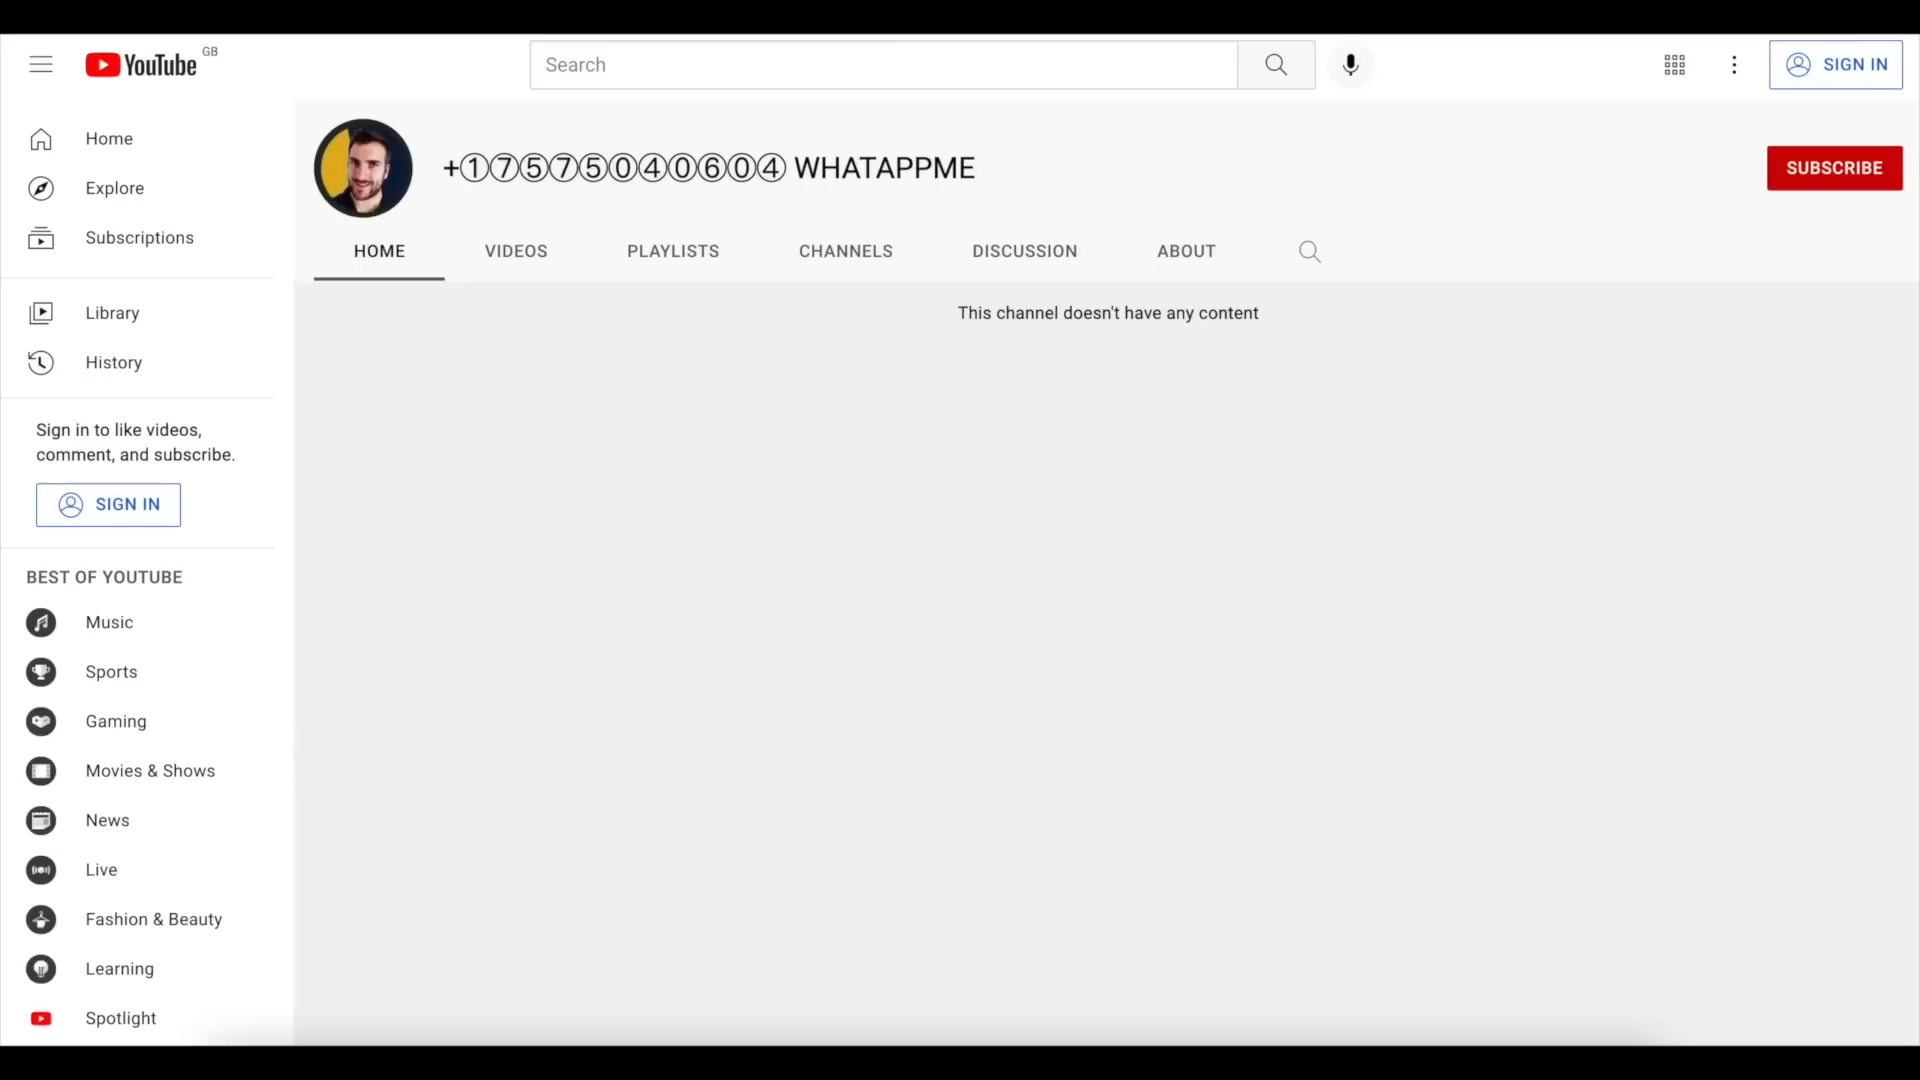 YouTube GB
Search
SIGN IN
Home
Explore
Subscriptions
Library
History
Sign in to like videos,
comment, and subscribe.
SIGN IN
BEST OF YOUTUBE
Music
Sports
Gaming
Movies & Shows
News
Live
Fashion & Beauty
Learning
Spotlight
+①⑦⑤⑦⑤⓪④⓪⑥⓪④ WHATAPPME
SUBSCRIBE
HOME VIDEOS PLAYLISTS CHANNELS DISCUSSION ABOUT
This channel doesn't have any content